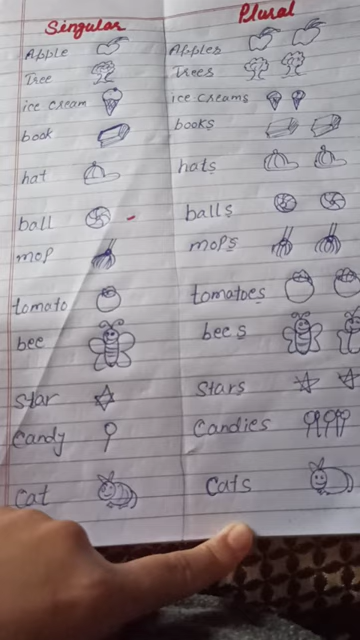 Singular Plural
Apple Apples
Tree Trees
ice cream ice creams
book books
hat hats
ball balls
mop mops
tomato tomatoes
bee bees
Star Stars
Candy Candies
Cat Cats